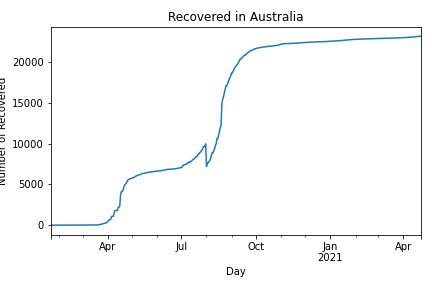 Recovered in Australia
Number of Recovered
20000
15000
10000
5000
0
Apr
Jul
Oct
Jan
2021
Apr
Day